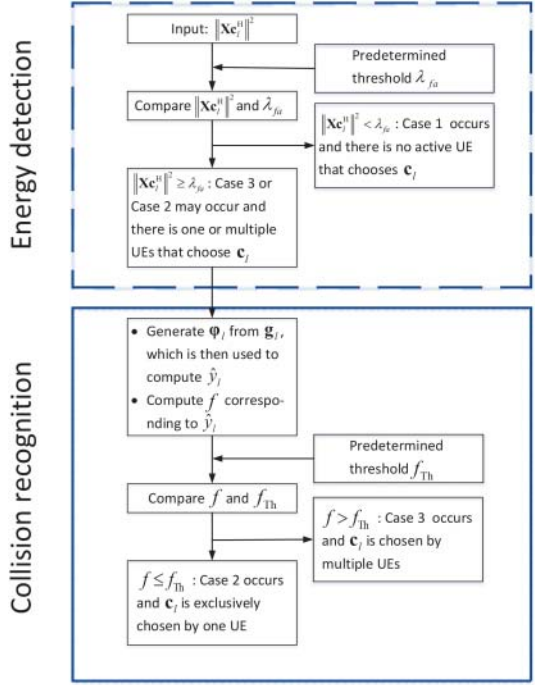 Energy detection
Input: ‖Xc_l^H‖²
Predetermined
threshold λ_fa
Compare ‖Xc_l^H‖² and λ_fa
‖Xc_l^H‖² < λ_fa : Case 1 occurs
and there is no active UE
that chooses c_l
‖Xc_l^H‖² ≥ λ_fa : Case 3 or
Case 2 may occur and
there is one or multiple
UEs that choose c_l
Collision recognition
• Generate φ_l from g_l,
which is then used to
compute ŷ_l
• Compute f correspo-
nding to ŷ_l
Predetermined
threshold f_Th
Compare f and f_Th
f > f_Th : Case 3 occurs
and c_l is chosen by
multiple UEs
f ≤ f_Th : Case 2 occurs
and c_l is exclusively
chosen by one UE